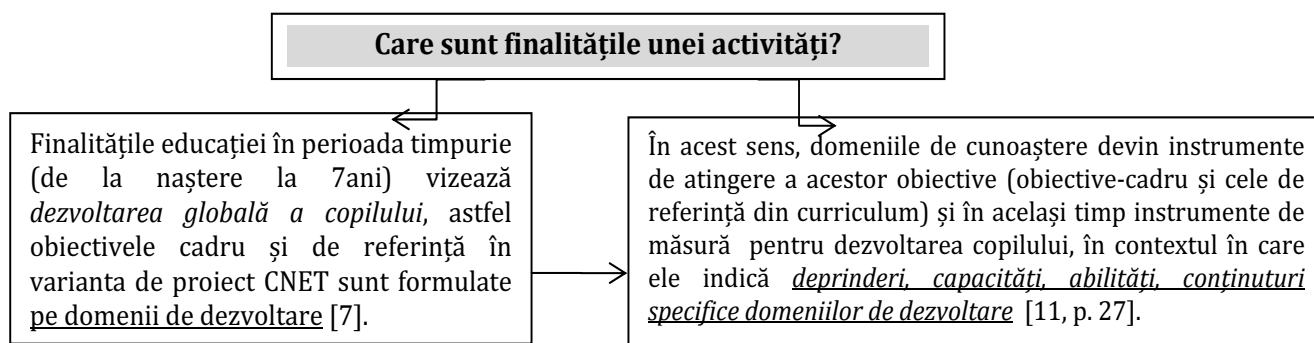 Care sunt finalitățile unei activități?
Finalitățile educației în perioada timpurie
(de la naștere la 7ani) vizează
dezvoltarea globală a copilului, astfel
obiectivele cadru și de referință în
varianta de proiect CNET sunt formulate
pe domenii de dezvoltare [7].
În acest sens, domeniile de cunoaștere devin instrumente
de atingere a acestor obiective (obiective-cadru și cele de
referință din curriculum) și în același timp instrumente de
măsură pentru dezvoltarea copilului, în contextul în care
ele indică deprinderi, capacități, abilități, conținuturi
specifice domeniilor de dezvoltare [11, p. 27].